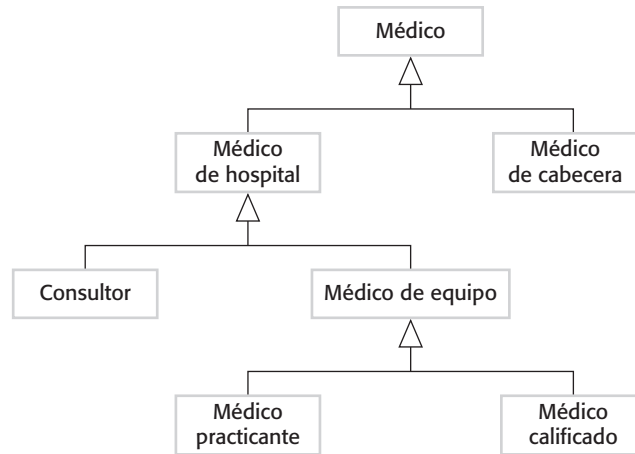 Médico
Médico
de hospital
Médico
de cabecera
Consultor
Médico de equipo
Médico
practicante
Médico
calificado